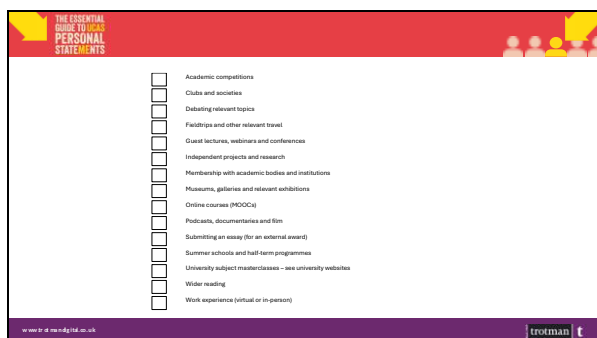 THE ESSENTIAL
GUIDE TO UCAS
PERSONAL
STATEMENTS
Academic competitions
Clubs and societies
Debating relevant topics
Fieldtrips and other relevant travel
Guest lectures, webinars and conferences
Independent projects and research
Membership with academic bodies and institutions
Museums, galleries and relevant exhibitions
Online courses (MOOCs)
Podcasts, documentaries and film
Submitting an essay (for an external award)
Summer schools and half-term programmes
University subject masterclasses – see university websites
Wider reading
Work experience (virtual or in-person)
www.trotmandigital.co.uk
trotman t